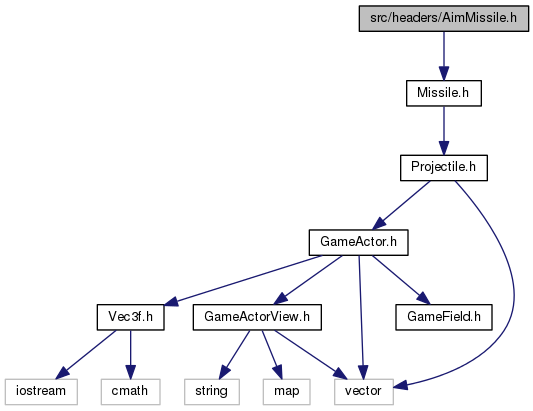 src/headers/AimMissile.h
Missile.h
Projectile.h
GameActor.h
Vec3f.h
GameActorView.h
GameField.h
iostream
cmath
string
map
vector